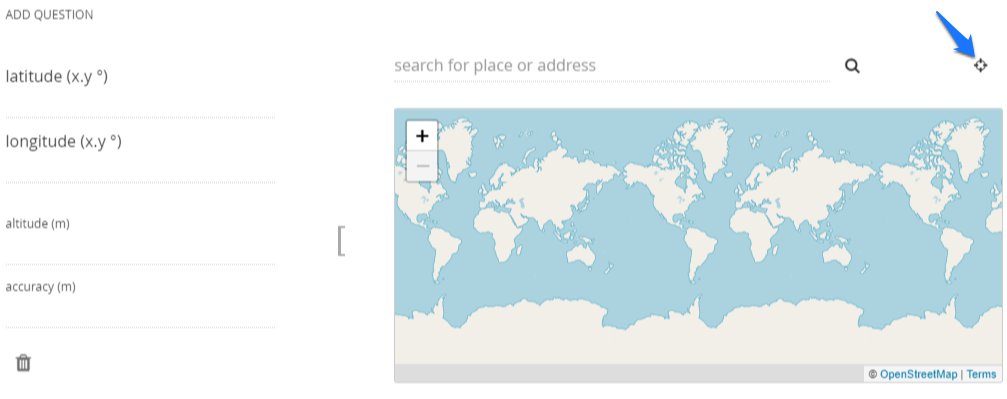 ADD QUESTION
latitude (x.y °)
longitude (x.y °)
altitude (m)
accuracy (m)
search for place or address
+
−
© OpenStreetMap | Terms